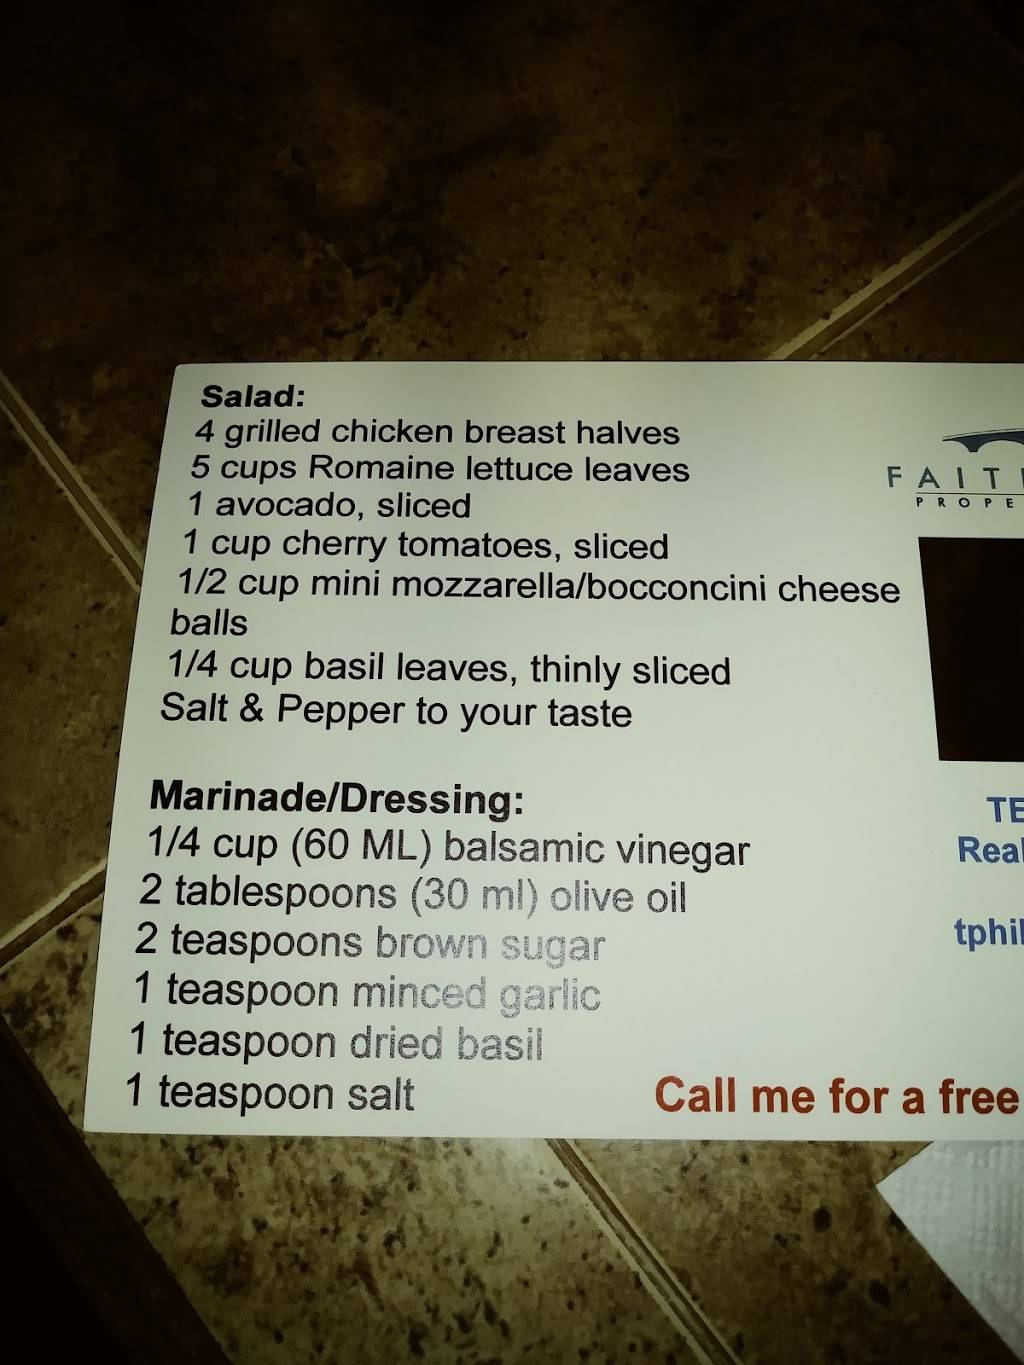 Salad:
4 grilled chicken breast halves
5 cups Romaine lettuce leaves
1 avocado, sliced
1 cup cherry tomatoes, sliced
1/2 cup mini mozzarella/bocconcini cheese
balls
1/4 cup basil leaves, thinly sliced
Salt & Pepper to your taste
Marinade/Dressing:
1/4 cup (60 ML) balsamic vinegar
2 tablespoons (30 ml) olive oil
2 teaspoons brown sugar
1 teaspoon minced garlic
1 teaspoon dried basil
1 teaspoon salt
FAIT
PROPE
TE
Real
tphil
Call me for a free